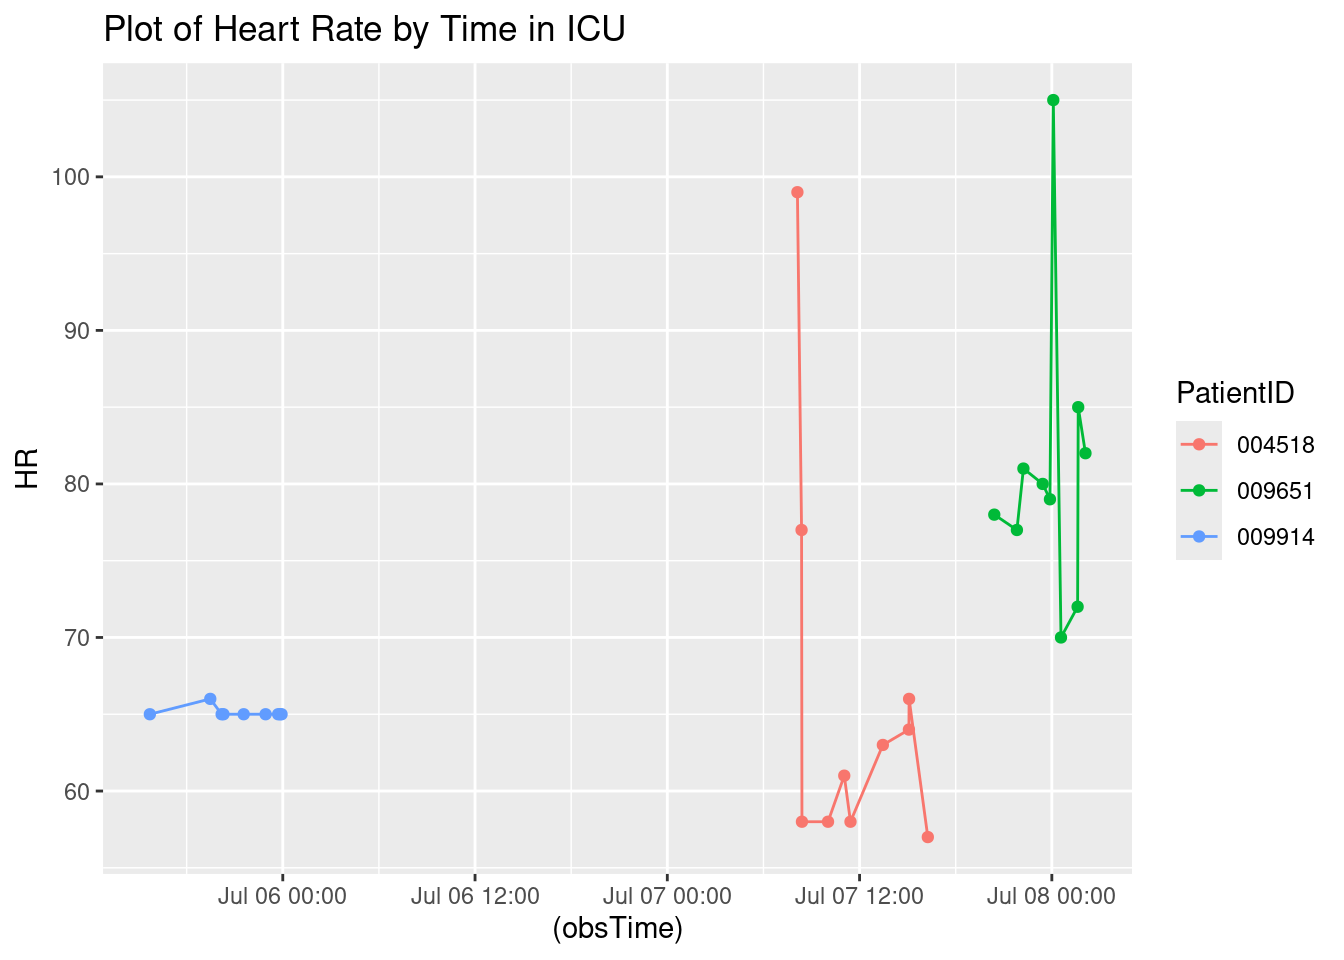 Plot of Heart Rate by Time in ICU
HR
100
90
80
70
60
Jul 06 00:00 Jul 06 12:00 Jul 07 00:00 Jul 07 12:00 Jul 08 00:00
(obsTime)
PatientID
004518
009651
009914